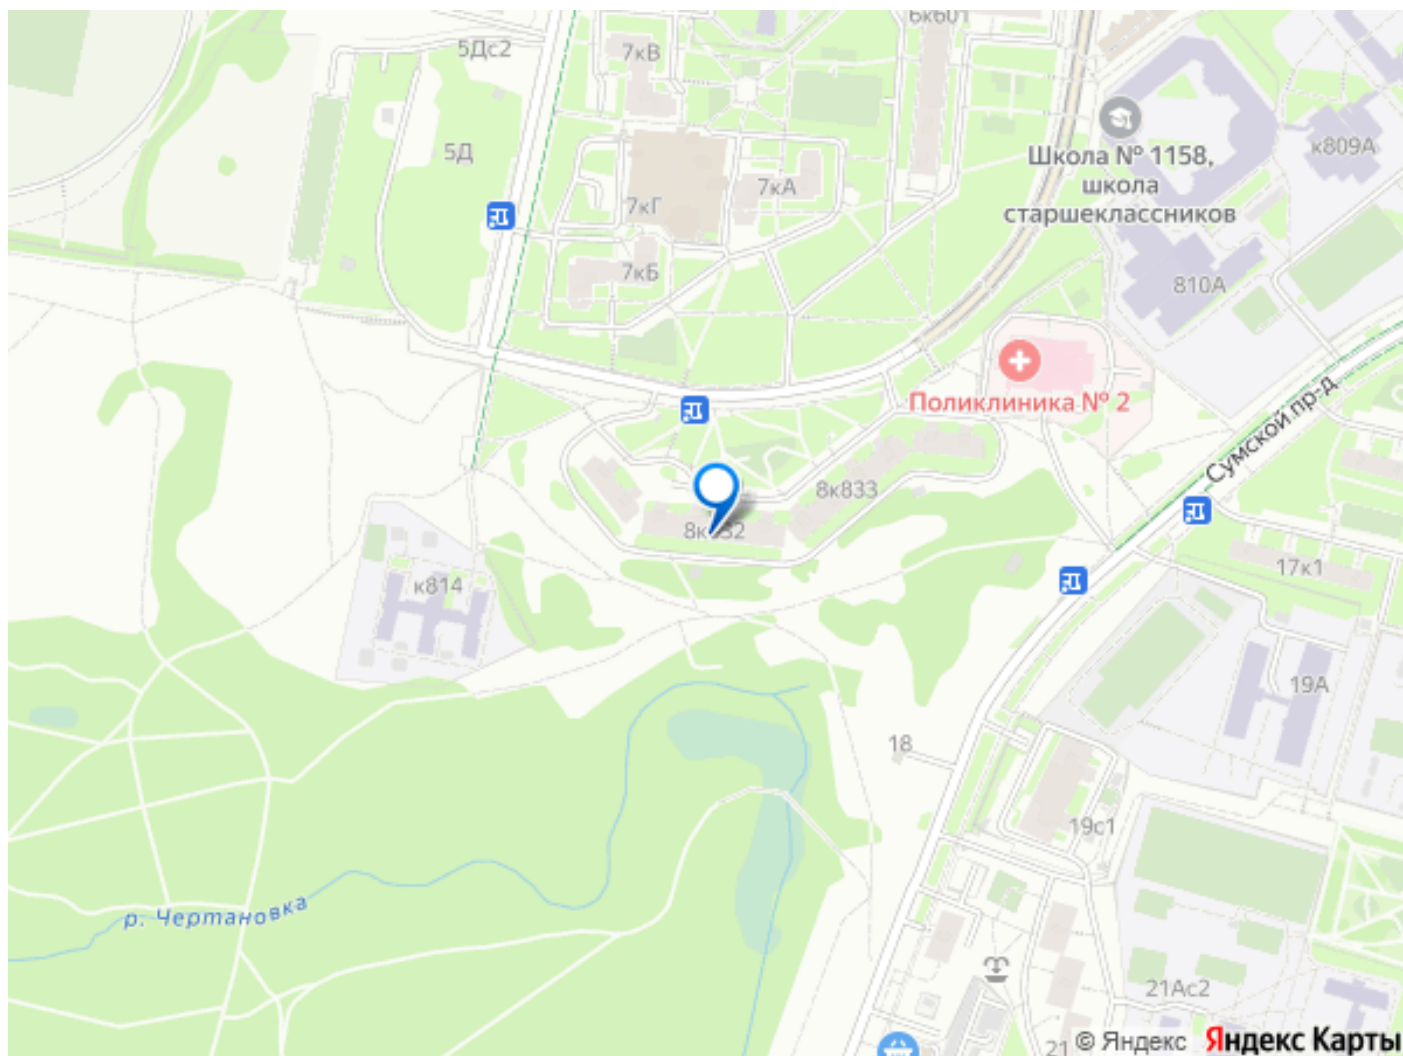 6к601
5Дс2
7кВ
5Д
к809А
Школа № 1158,
школа
старшеклассников
7кА
7кГ
7кБ
810А
Поликлиника № 2
Сумской пр-д
8к833
8к832
17к1
к814
19А
18
19с1
р. Чертановка
21Ас2
21
© Яндекс Яндекс Карты